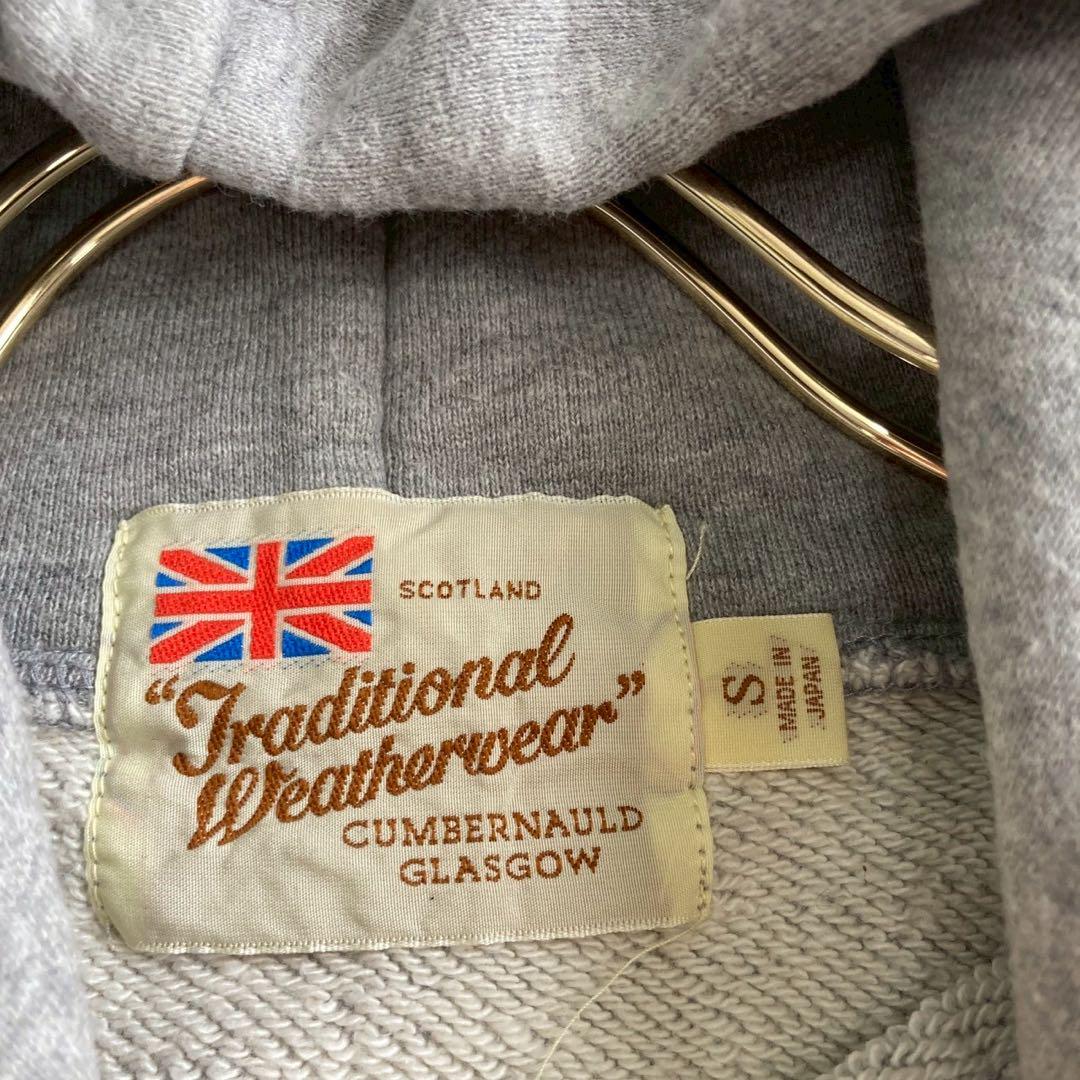 SCOTLAND
“Traditional
Weatherwear”
CUMBERNAULD
GLASGOW
S
MADE IN
JAPAN